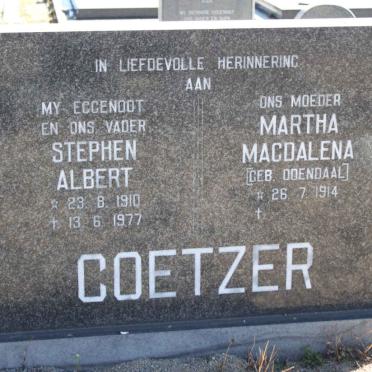 IN LIEFDEVOLLE HERINNERING
AAN
MY EGGENOOT
EN ONS VADER
STEPHEN
ALBERT
* 23. 8. 1910
† 13. 6. 1977
ONS MOEDER
MARTHA
MAGDALENA
[GEB. ODENDAAL]
* 26. 7. 1914
†
COETZER